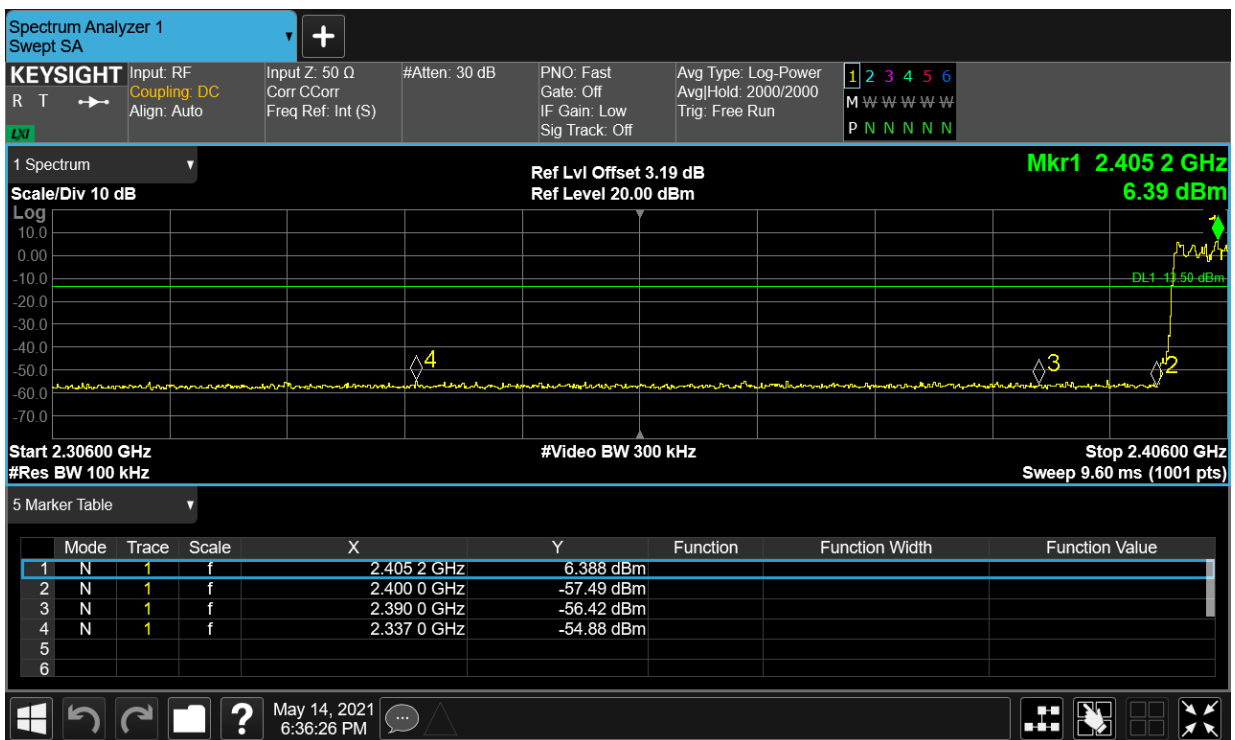 Spectrum Analyzer 1
Swept SA
KEYSIGHT
R T
LXI
Input: RF
Coupling: DC
Align: Auto
Input Z: 50 Ω
Corr CCorr
Freq Ref: Int (S)
#Atten: 30 dB
PNO: Fast
Gate: Off
IF Gain: Low
Sig Track: Off
Avg Type: Log-Power
Avg|Hold: 2000/2000
Trig: Free Run
1 2 3 4 5 6
M W W W W W
P N N N N N
1 Spectrum
Scale/Div 10 dB
Ref Lvl Offset 3.19 dB
Ref Level 20.00 dBm
Mkr1 2.405 2 GHz
6.39 dBm
Log
10.0
0.00
-10.0
-20.0
-30.0
-40.0
-50.0
-60.0
-70.0
DL1 -13.50 dBm
4
3
2
Start 2.30600 GHz
#Res BW 100 kHz
#Video BW 300 kHz
Stop 2.40600 GHz
Sweep 9.60 ms (1001 pts)
5 Marker Table
Mode Trace Scale X Y Function Function Width Function Value
1 N 1 f 2.405 2 GHz 6.388 dBm
2 N 1 f 2.400 0 GHz -57.49 dBm
3 N 1 f 2.390 0 GHz -56.42 dBm
4 N 1 f 2.337 0 GHz -54.88 dBm
5
6
?
May 14, 2021
6:36:26 PM